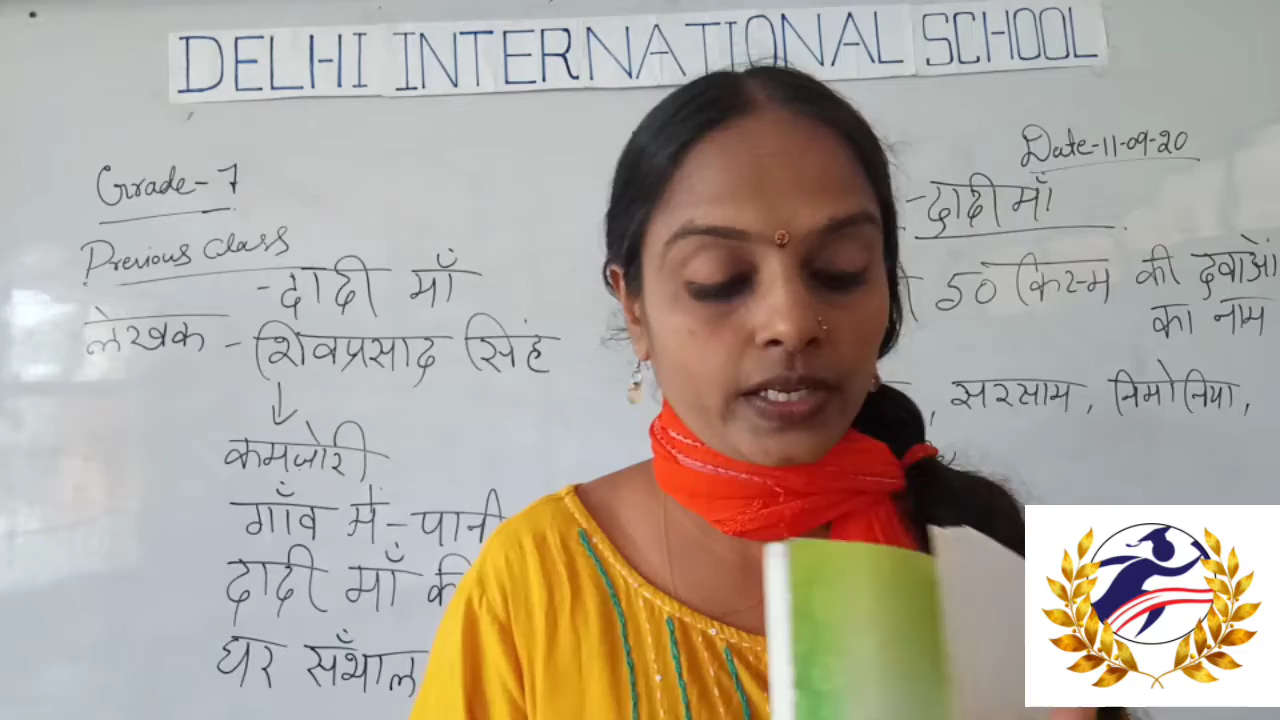 DELHI INTERNATIONAL SCHOOL
Grade-7
Previous class
- दादी माँ
लेखक - शिवप्रसाद सिंह
कमजोरी
गाँव में - पानी
दादी माँ की
घर सँभाल
Date-11-09-20
-दादी माँ
50 किस्म की दवाओं
का नाम
, सरसाम, निमोनिया,